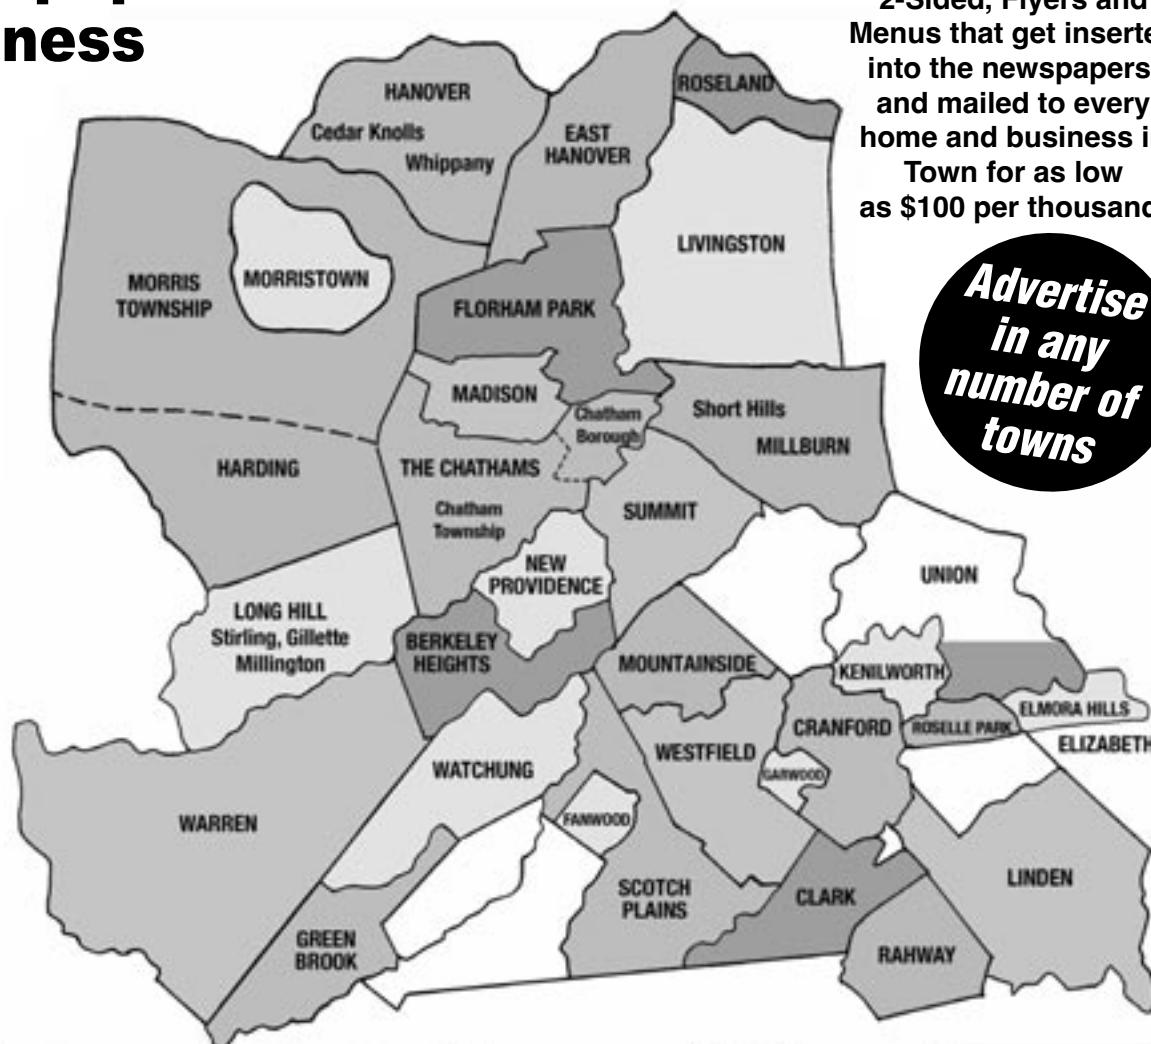 ness
2-Sided, Flyers and
Menus that get inserte
into the newspapers
and mailed to every
home and business i
Town for as low
as $100 per thousand
Advertise
in any
number of
towns
HANOVER
Cedar Knolls
Whippany
EAST
HANOVER
ROSELAND
LIVINGSTON
MORRIS
TOWNSHIP
MORRISTOWN
FLORHAM PARK
MADISON
Chatham
Borough
Short Hills
MILLBURN
HARDING
THE CHATHAMS
Chatham
Township
SUMMIT
NEW
PROVIDENCE
UNION
LONG HILL
Stirling, Gillette
Millington
BERKELEY
HEIGHTS
MOUNTAINSIDE
KENILWORTH
ELMORA HILLS
ROSELLE PARK
CRANFORD
ELIZABETH
WESTFIELD
GARWOOD
WATCHUNG
WARREN
FANWOOD
SCOTCH
PLAINS
CLARK
LINDEN
GREEN
BROOK
RAHWAY